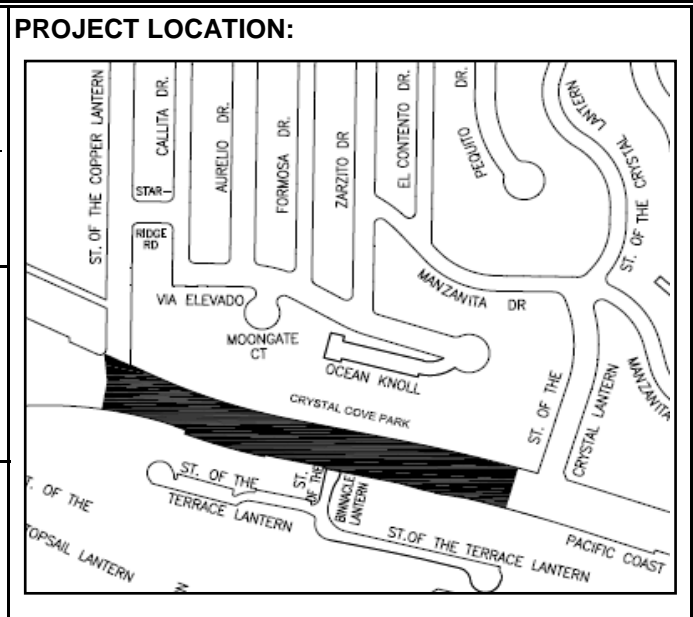 PROJECT LOCATION:
ST. OF THE COPPER LANTERN
CALLITA DR.
AURELIO DR.
FORMOSA DR.
ZARZITO DR
EL CONTENTO DR.
PEQUITO DR.
ST. OF THE CRYSTAL LANTERN
STAR
RIDGE
RD
VIA ELEVADO
MOONGATE
CT
OCEAN KNOLL
MANZANITA DR
MANZANITA
CRYSTAL COVE PARK
ST. OF THE
CRYSTAL LANTERN
ST. OF THE
TERRACE LANTERN
ST.
OF THE
BINNACLE
LANTERN
ST.OF THE TERRACE LANTERN
PACIFIC COAST
T. OF THE
TOPSAIL LANTERN